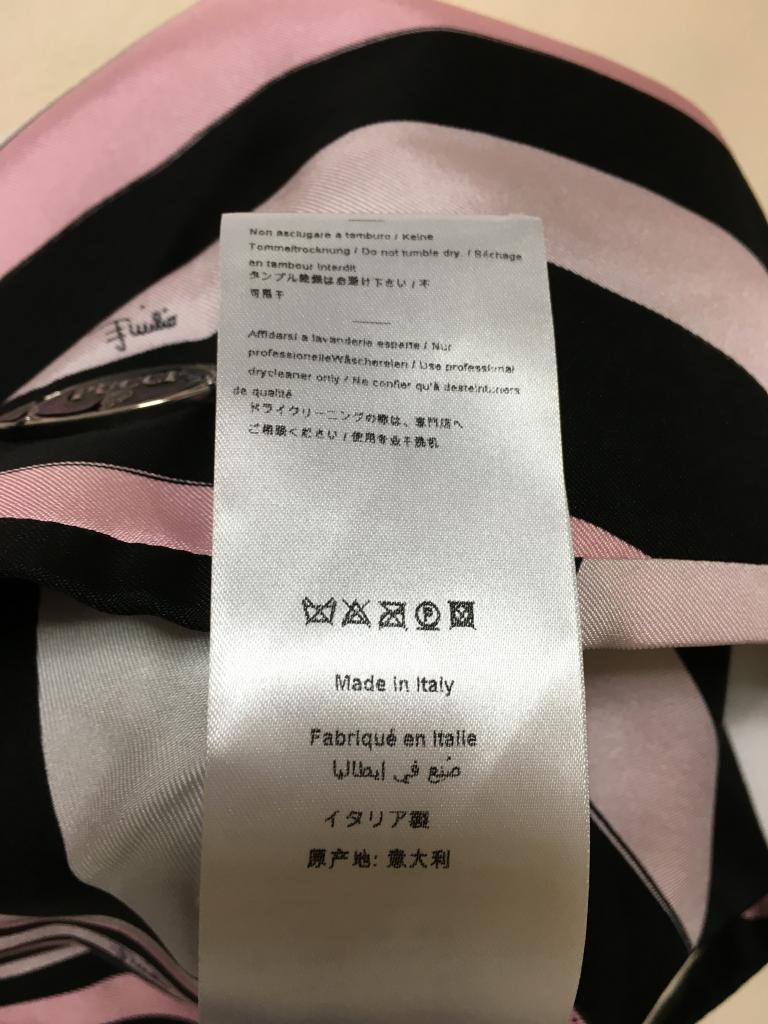 Non asciugare a tamburo / Keine
Tommeltrocknung / Do not tumble dry. / Séchage
en tambour interdit
タンブル乾燥はお避け下さい / 不
可甩干
Affidarsi a lavanderie esperte / Nur
professionelleWäschereien / Use professional
drycleaner only / Ne confier qu'à desteinturiers
de qualité
ドライクリーニングの際は、専門店へ
ご相談ください / 使用专业干洗机
Emilio
PUCCI
P
Made in Italy
Fabriqué en Italie
صُنع في ايطاليا
イタリア製
原产地: 意大利